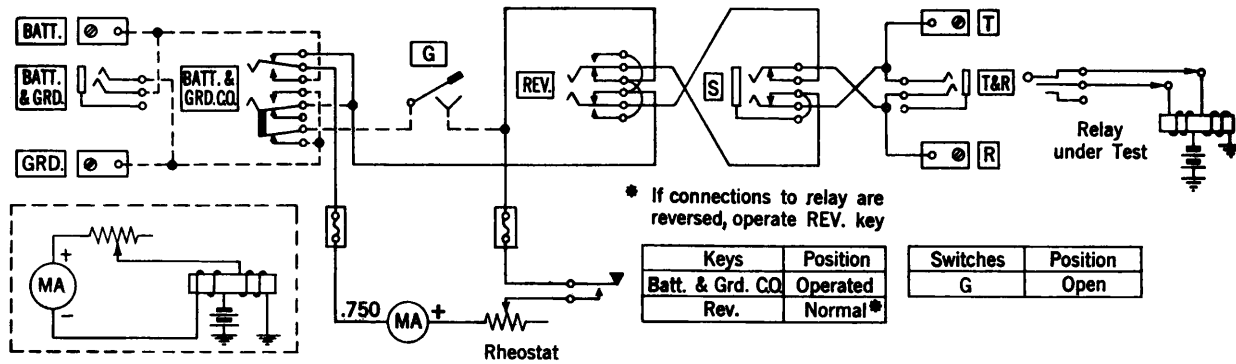 BATT.
BATT.
& GRD.
GRD.
BATT. &
GRD.CO.
G
REV.
S
T
T&R
R
Relay
under Test
* If connections to relay are
reversed, operate REV. key
Keys Position
Batt. & Grd. C.O. Operated
Rev. Normal*
Switches Position
G Open
MA
+
−
.750 MA +
Rheostat